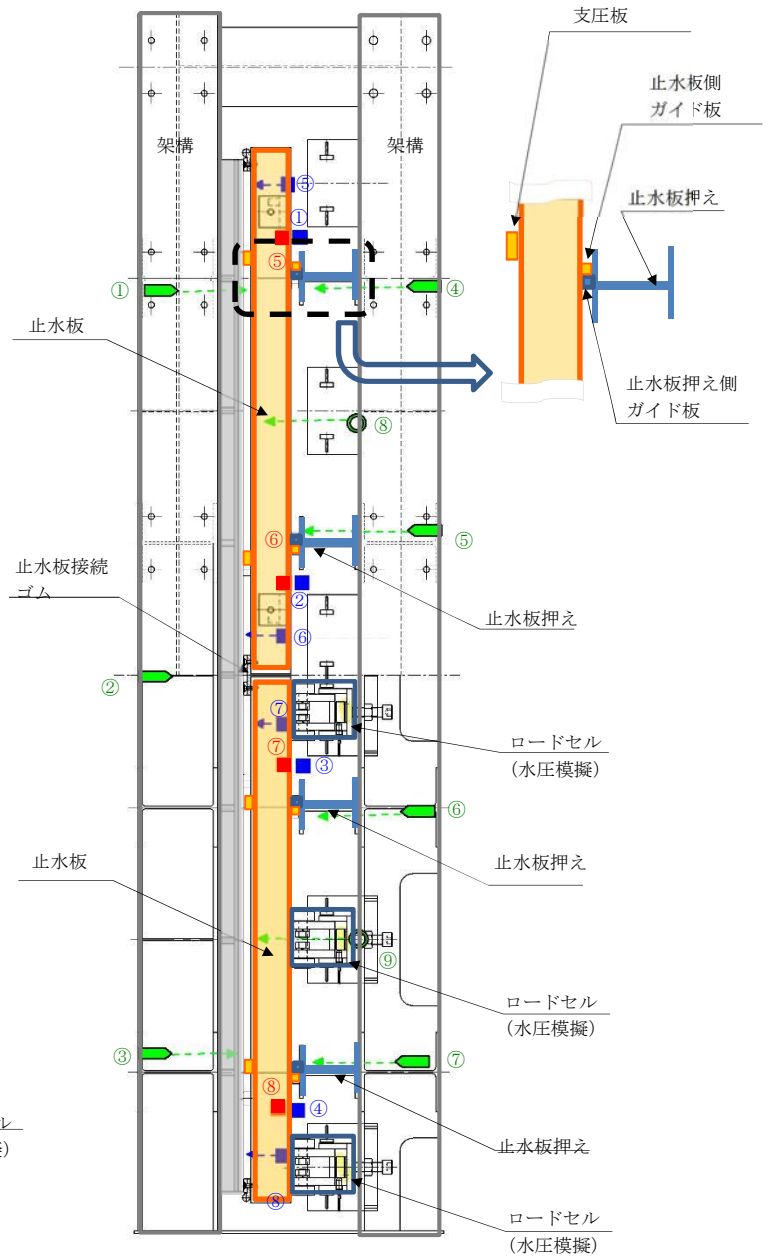 支圧板
止水板側
ガイド板
止水板押え
止水板押え側
ガイド板
架構
架構
⑤
①
⑤
①
④
止水板
⑧
⑥
⑤
止水板接続
ゴム
②
止水板押え
⑥
②
⑦
⑦
③
ロードセル
(水圧模擬)
⑥
止水板
止水板押え
⑨
ロードセル
(水圧模擬)
③
⑦
⑧
④
ル
止水板押え
⑧
ロードセル
(水圧模擬)